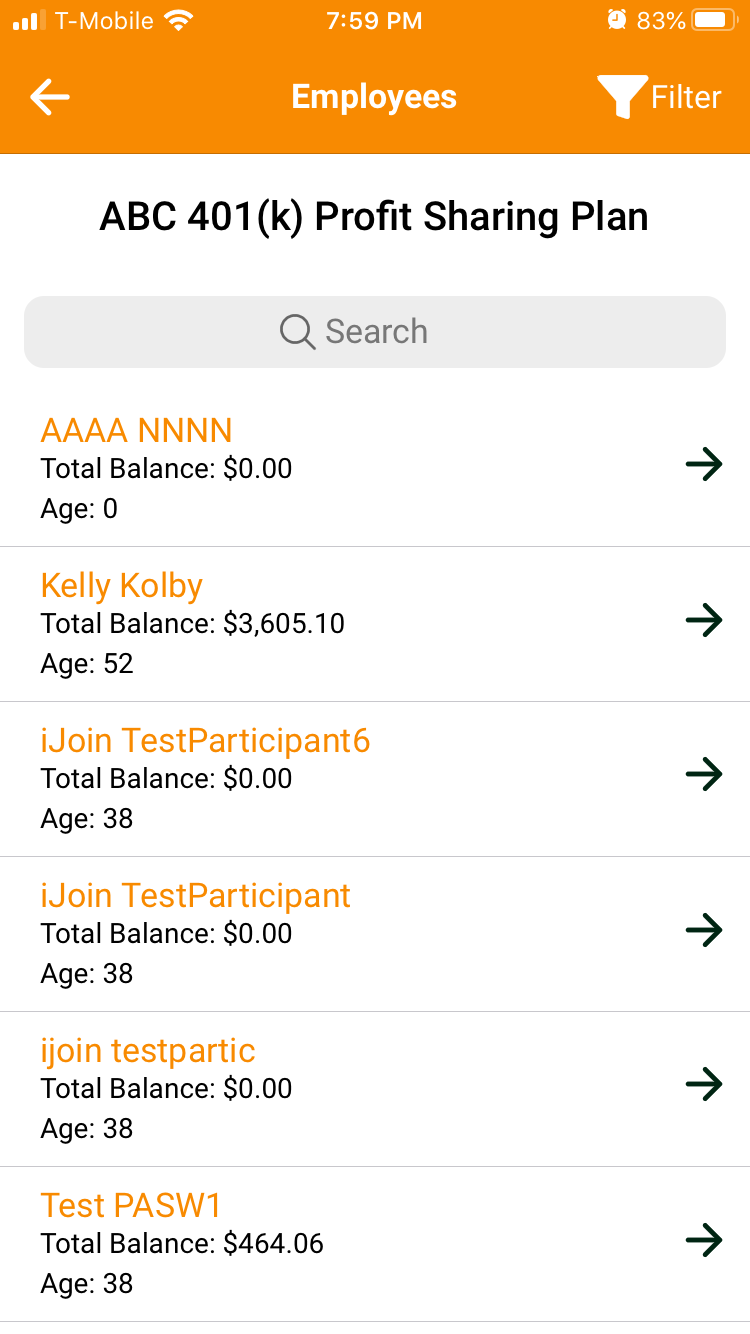 T-Mobile 7:59 PM 83%
Employees Filter
ABC 401(k) Profit Sharing Plan
Search
AAAA NNNN
Total Balance: $0.00
Age: 0
Kelly Kolby
Total Balance: $3,605.10
Age: 52
iJoin TestParticipant6
Total Balance: $0.00
Age: 38
iJoin TestParticipant
Total Balance: $0.00
Age: 38
ijoin testpartic
Total Balance: $0.00
Age: 38
Test PASW1
Total Balance: $464.06
Age: 38